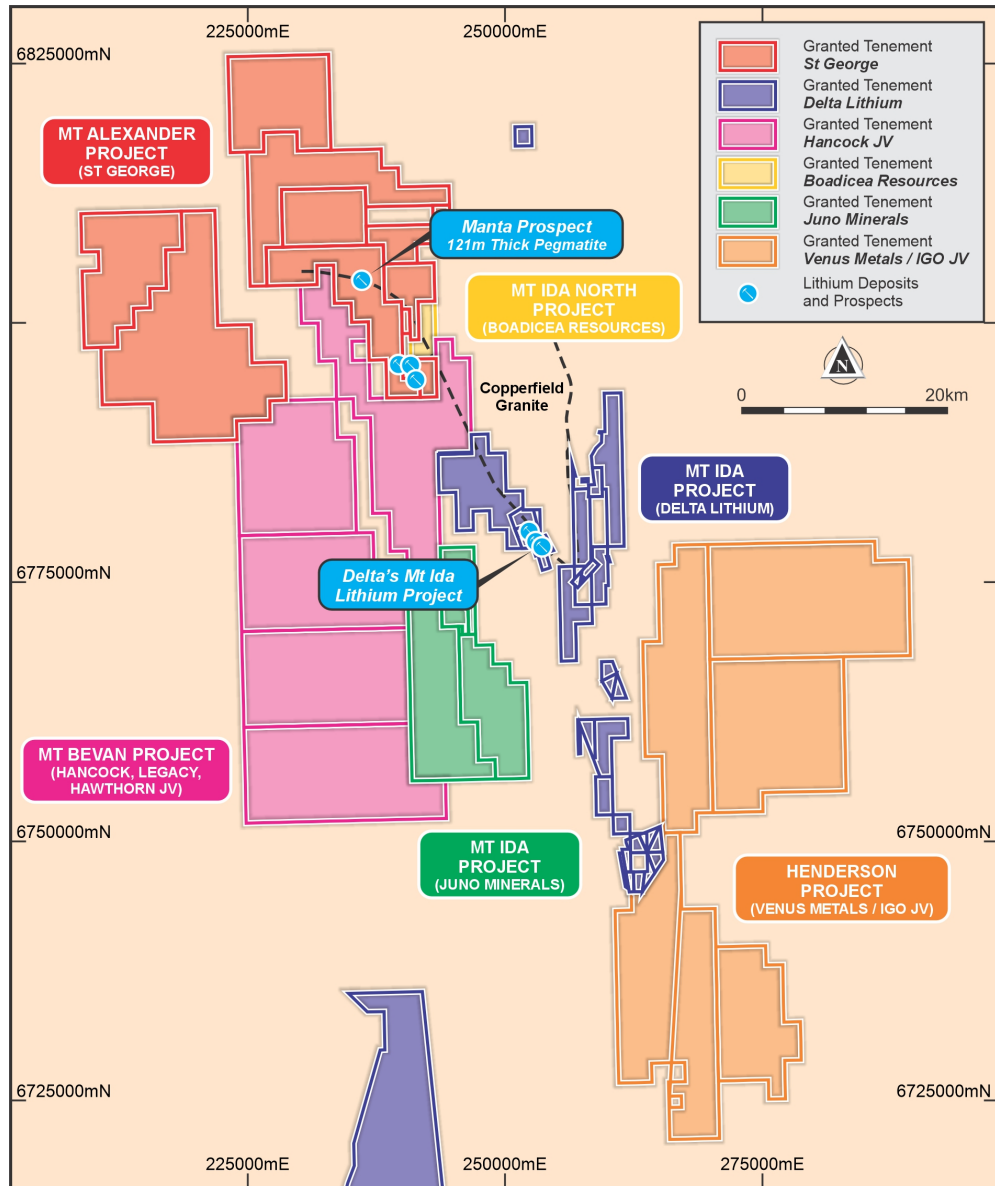 225000mE
250000mE
6825000mN
Granted Tenement
St George
Granted Tenement
Delta Lithium
Granted Tenement
Hancock JV
Granted Tenement
Boadicea Resources
Granted Tenement
Juno Minerals
Granted Tenement
Venus Metals / IGO JV
Lithium Deposits
and Prospects
MT ALEXANDER
PROJECT
(ST GEORGE)
Manta Prospect
121m Thick Pegmatite
MT IDA NORTH
PROJECT
(BOADICEA RESOURCES)
N
0
20km
Copperfield
Granite
MT IDA
PROJECT
(DELTA LITHIUM)
6775000mN
Delta's Mt Ida
Lithium Project
MT BEVAN PROJECT
(HANCOCK, LEGACY,
HAWTHORN JV)
6750000mN
6750000mN
MT IDA
PROJECT
(JUNO MINERALS)
HENDERSON
PROJECT
(VENUS METALS / IGO JV)
6725000mN
6725000mN
225000mE
250000mE
275000mE